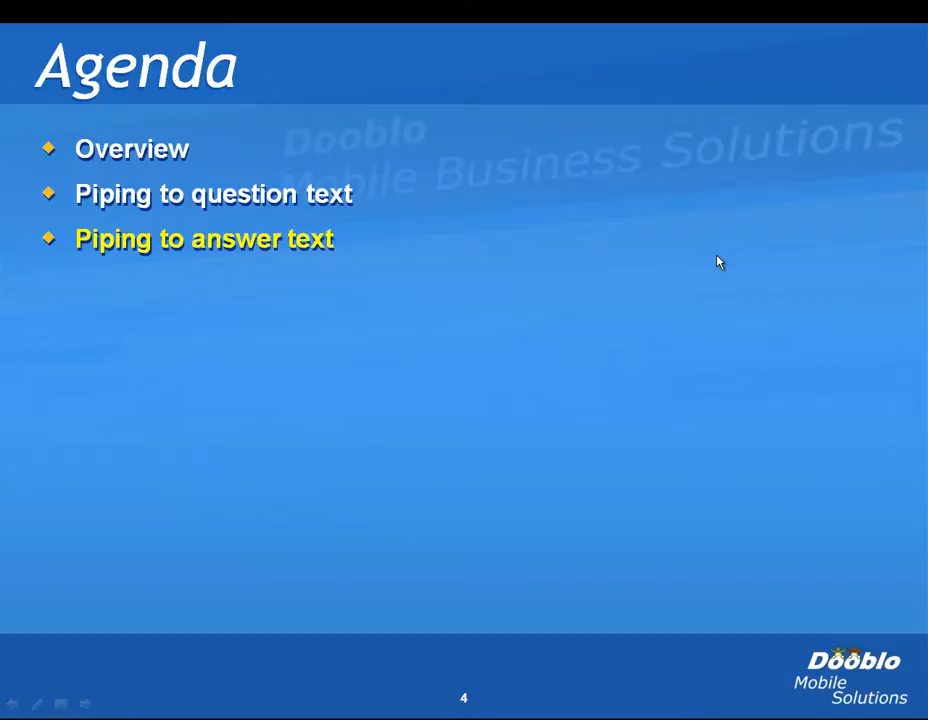 Agenda
Dooblo
Mobile Business Solutions
Overview
Piping to question text
Piping to answer text
Dooblo
Mobile
Solutions
4